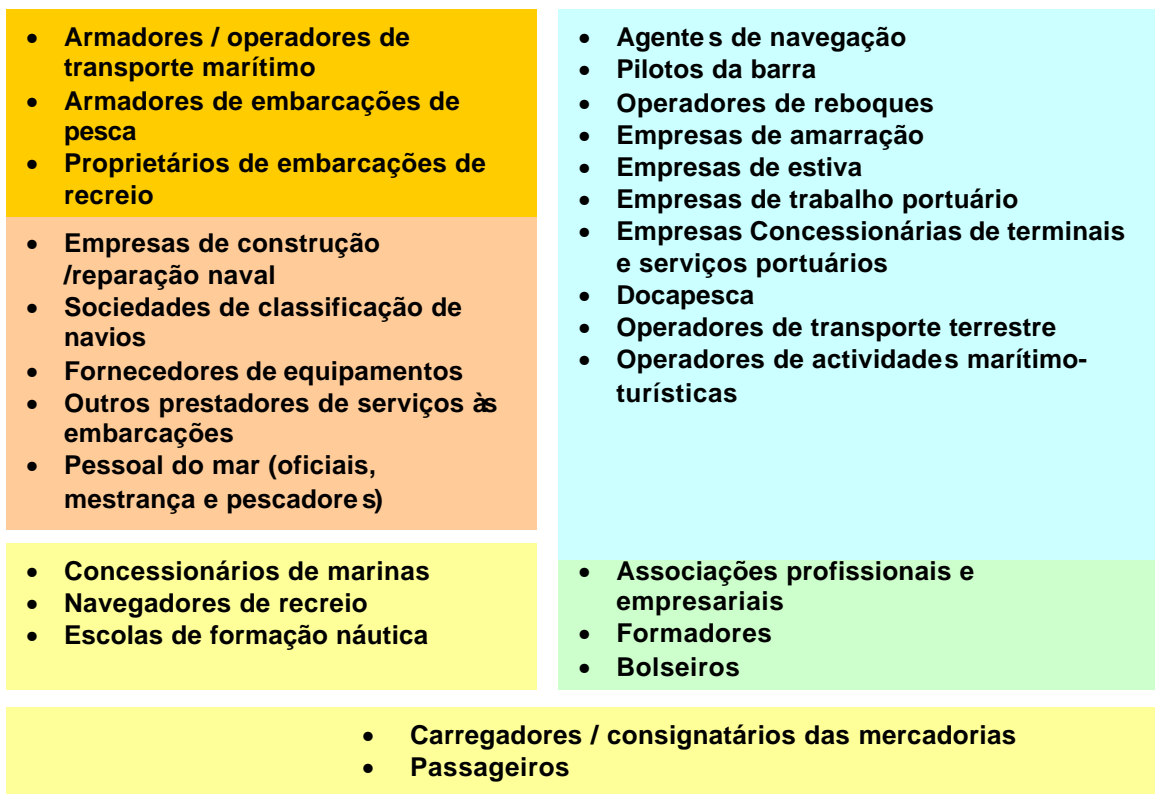 • Armadores / operadores de
transporte marítimo
• Armadores de embarcações de
pesca
• Proprietários de embarcações de
recreio
• Empresas de construção
/reparação naval
• Sociedades de classificação de
navios
• Fornecedores de equipamentos
• Outros prestadores de serviços às
embarcações
• Pessoal do mar (oficiais,
mestrança e pescadores)
• Concessionários de marinas
• Navegadores de recreio
• Escolas de formação náutica
• Agentes de navegação
• Pilotos da barra
• Operadores de reboques
• Empresas de amarração
• Empresas de estiva
• Empresas de trabalho portuário
• Empresas Concessionárias de terminais
e serviços portuários
• Docapesca
• Operadores de transporte terrestre
• Operadores de actividades marítimo-
turísticas
• Associações profissionais e
empresariais
• Formadores
• Bolseiros
• Carregadores / consignatários das mercadorias
• Passageiros